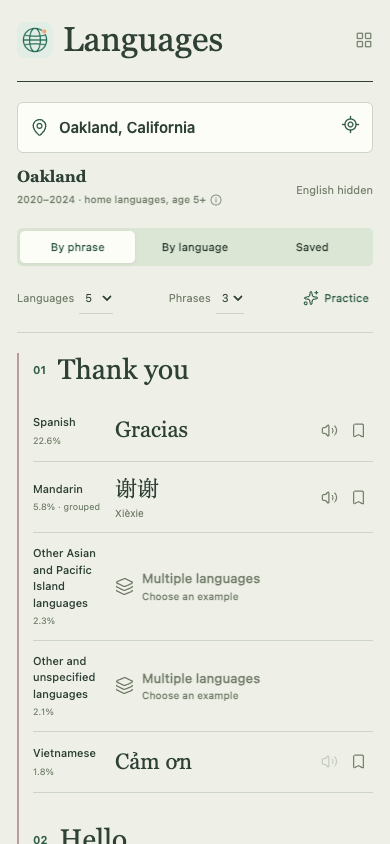 Languages
Oakland, California
Oakland
2020–2024 · home languages, age 5+
English hidden
By phrase
By language
Saved
Languages 5
Phrases 3
Practice
01 Thank you
Spanish
22.6%
Gracias
Mandarin
5.8% · grouped
谢谢
Xièxie
Other Asian
and Pacific
Island
languages
2.3%
Multiple languages
Choose an example
Other and
unspecified
languages
2.1%
Multiple languages
Choose an example
Vietnamese
1.8%
Cảm ơn
02 Hello